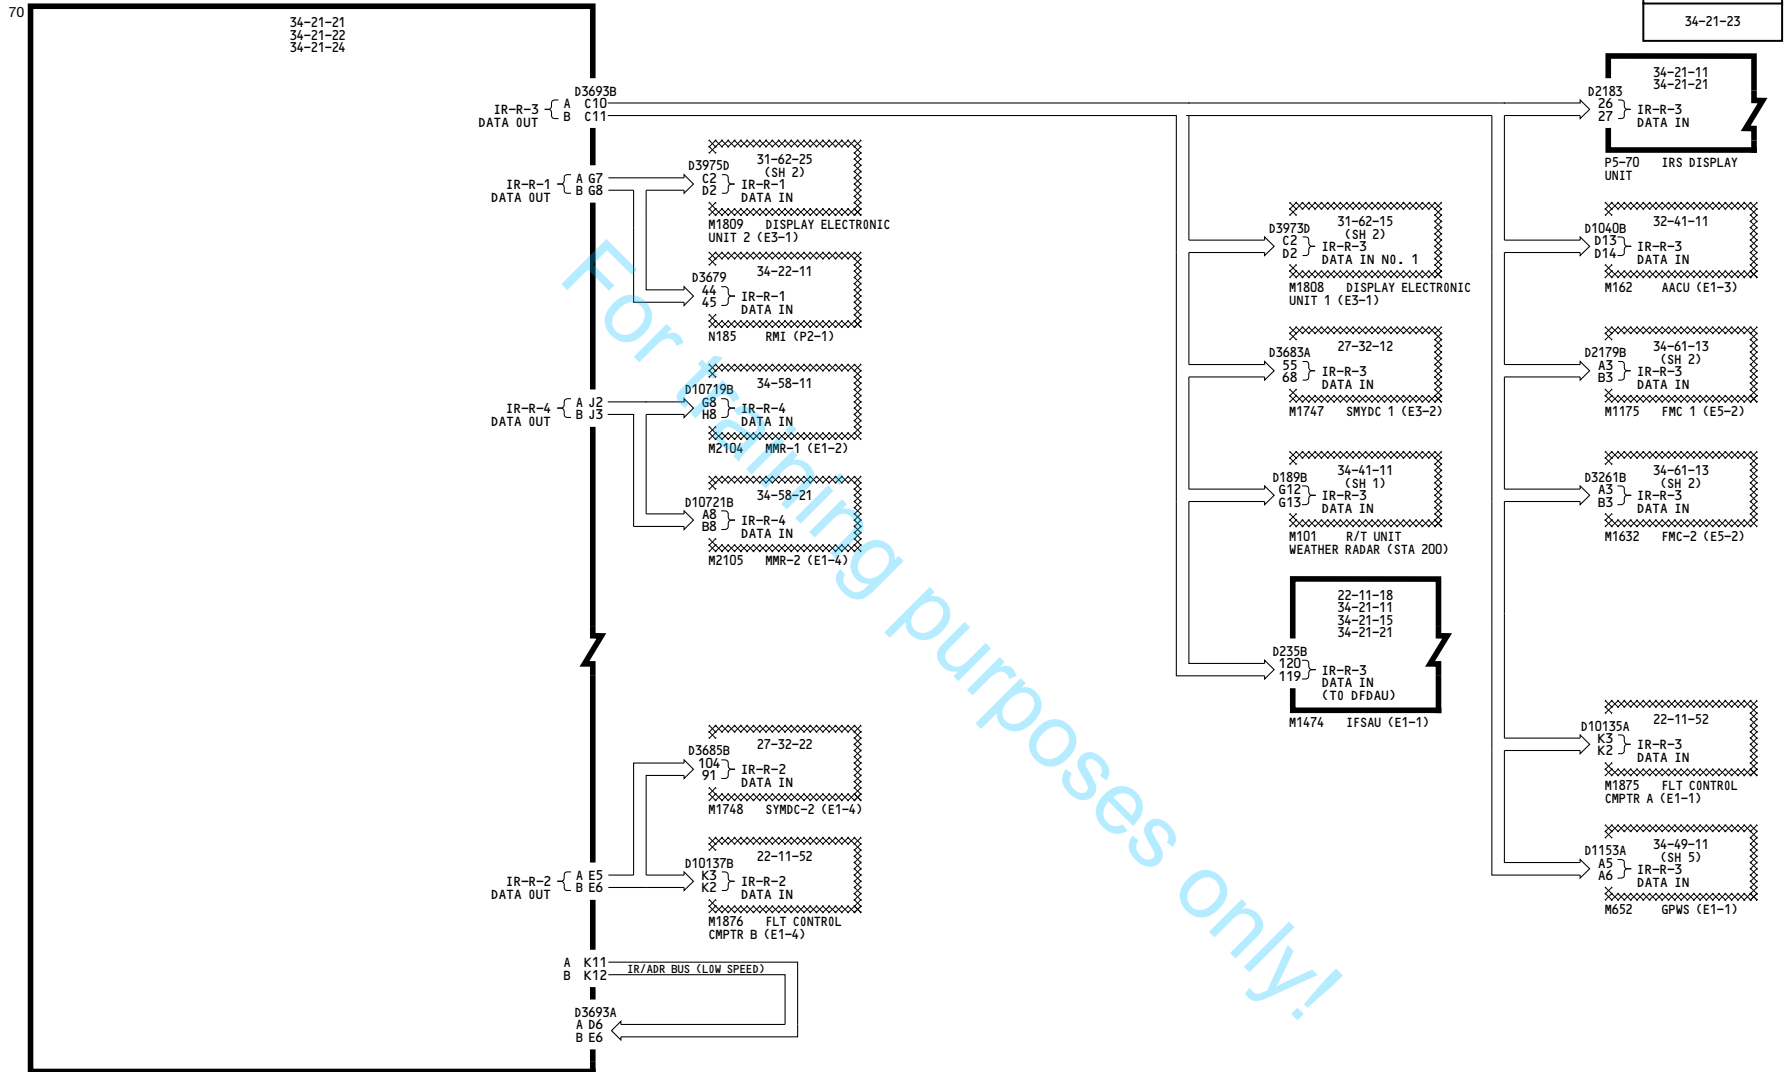 70
34-21-21
34-21-22
34-21-24
34-21-23
D3693B
IR-R-3 A C10
DATA OUT B C11
IR-R-1 A G7
DATA OUT B G8
D3975D
31-62-25
(SH 2)
C2
D2
IR-R-1
DATA IN
M1809 DISPLAY ELECTRONIC
UNIT 2 (E3-1)
34-22-11
D3679
44
45
IR-R-1
DATA IN
N185 RMI (P2-1)
IR-R-4 A J2
DATA OUT B J3
34-58-11
D10719B
G8
H8
IR-R-4
DATA IN
M2104 MMR-1 (E1-2)
34-58-21
D10721B
A8
B8
IR-R-4
DATA IN
M2105 MMR-2 (E1-4)
27-32-22
D3685B
104
91
IR-R-2
DATA IN
M1748 SYMDC-2 (E1-4)
IR-R-2 A E5
DATA OUT B E6
22-11-52
D10137B
K3
K2
IR-R-2
DATA IN
M1876 FLT CONTROL
CMPTR B (E1-4)
A K11
B K12
IR/ADR BUS (LOW SPEED)
D3693A
A D6
B E6
31-62-15
(SH 2)
D3973D
C2
D2
IR-R-3
DATA IN NO. 1
M1808 DISPLAY ELECTRONIC
UNIT 1 (E3-1)
27-32-12
D3683A
55
68
IR-R-3
DATA IN
M1747 SMYDC 1 (E3-2)
34-41-11
(SH 1)
D189B
G12
G13
IR-R-3
DATA IN
M101 R/T UNIT
WEATHER RADAR (STA 200)
22-11-18
34-21-11
34-21-15
34-21-21
D235B
120
119
IR-R-3
DATA IN
(TO DFDAU)
M1474 IFSAU (E1-1)
34-21-11
34-21-21
D2183
26
27
IR-R-3
DATA IN
P5-70 IRS DISPLAY
UNIT
32-41-11
D1040B
D13
D14
IR-R-3
DATA IN
M162 AACU (E1-3)
34-61-13
(SH 2)
D2179B
A3
B3
IR-R-3
DATA IN
M1175 FMC 1 (E5-2)
34-61-13
(SH 2)
D3261B
A3
B3
IR-R-3
DATA IN
M1632 FMC-2 (E5-2)
22-11-52
D10135A
K3
K2
IR-R-3
DATA IN
M1875 FLT CONTROL
CMPTR A (E1-1)
34-49-11
(SH 5)
D1153A
A5
A6
IR-R-3
DATA IN
M652 GPWS (E1-1)
For training purposes only!